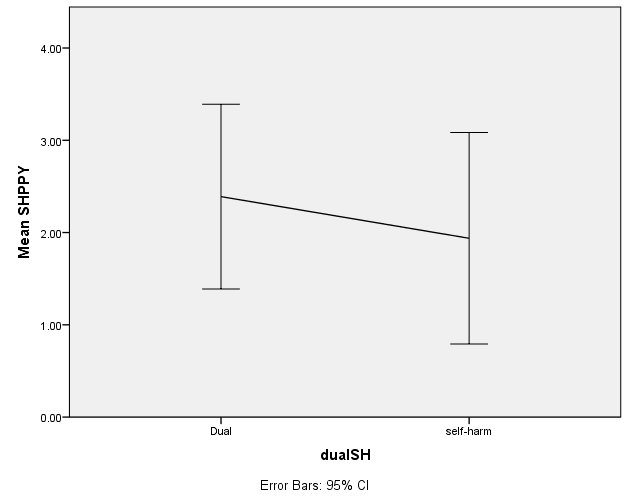 4.00
3.00
2.00
1.00
0.00
Mean SHPPY
Dual
self-harm
dualSH
Error Bars: 95% CI